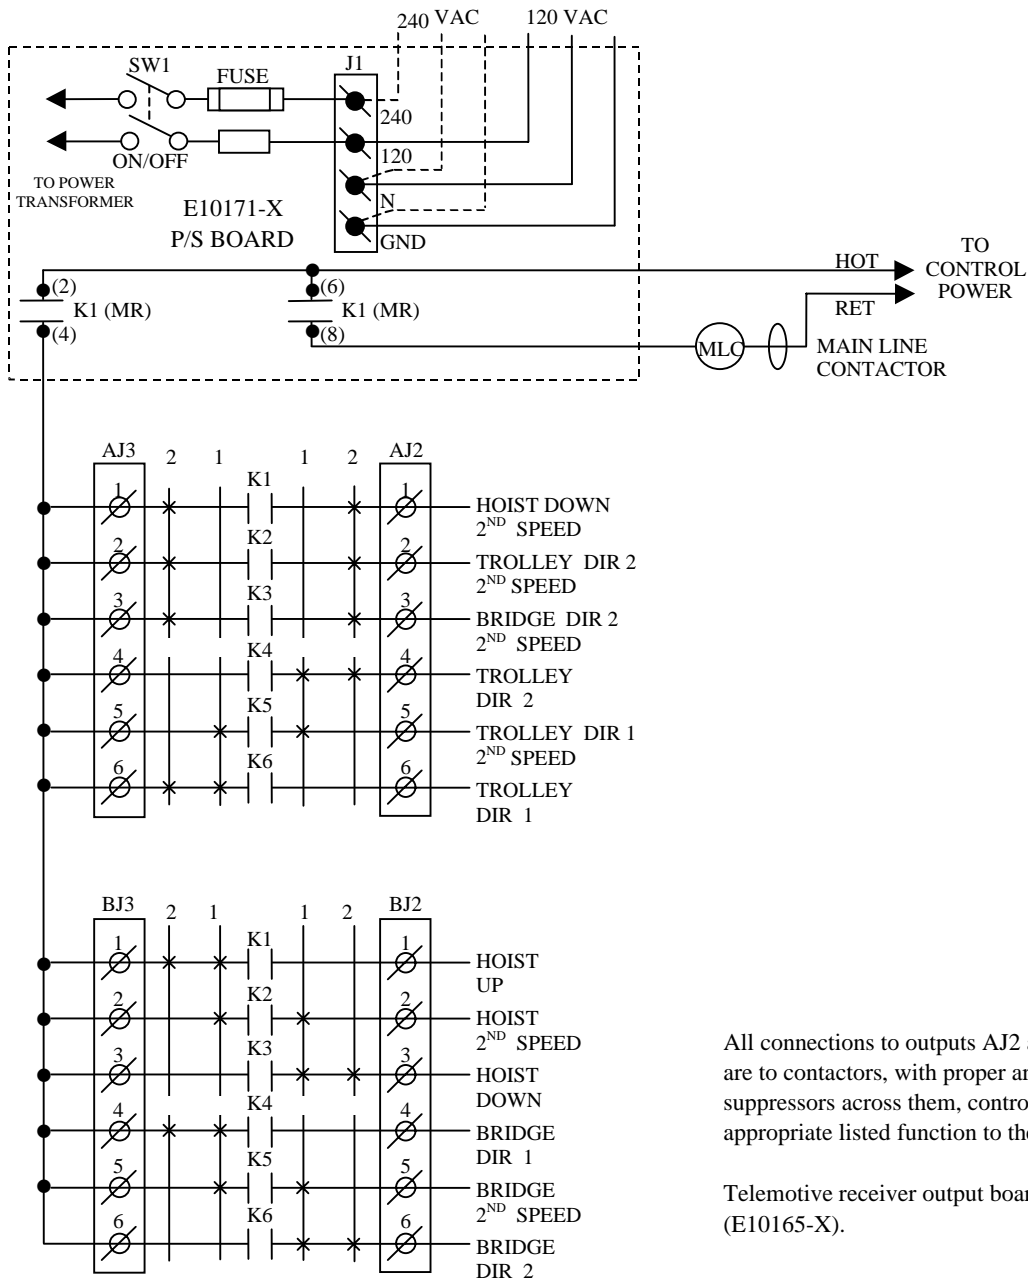 240 VAC 120 VAC
SW1 FUSE J1
240
120
ON/OFF
TO POWER
TRANSFORMER
N
E10171-X
P/S BOARD
GND
HOT
RET
TO
CONTROL
POWER
(2) K1 (MR) (4)
(6) K1 (MR) (8)
MLC
MAIN LINE
CONTACTOR
AJ3 2 1 1 2 AJ2
1 K1 1 HOIST DOWN
2ND SPEED
2 K2 2 TROLLEY DIR 2
2ND SPEED
3 K3 3 BRIDGE DIR 2
2ND SPEED
4 K4 4 TROLLEY
DIR 2
5 K5 5 TROLLEY DIR 1
2ND SPEED
6 K6 6 TROLLEY
DIR 1
BJ3 2 1 1 2 BJ2
1 K1 1 HOIST
UP
2 K2 2 HOIST
2ND SPEED
3 K3 3 HOIST
DOWN
4 K4 4 BRIDGE
DIR 1
5 K5 5 BRIDGE
2ND SPEED
6 K6 6 BRIDGE
DIR 2
All connections to outputs AJ2
are to contactors, with proper
suppressors across them,
appropriate listed function to
Telemotive receiver output
(E10165-X).